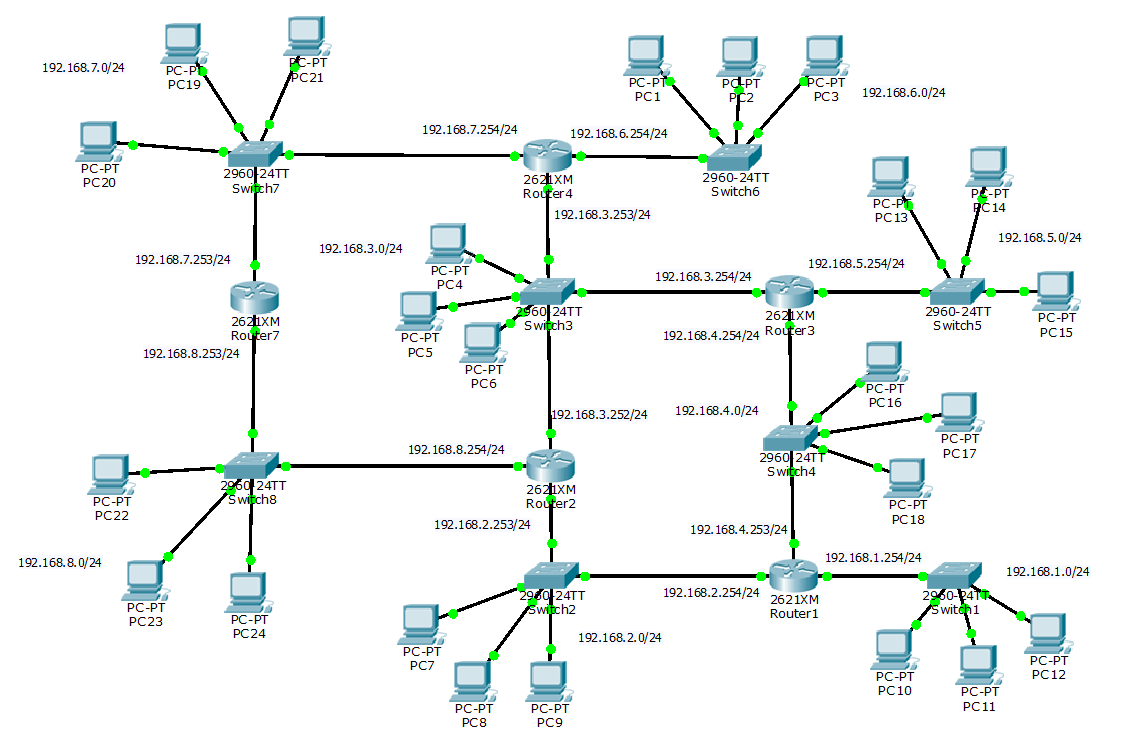 PC-PT
PC19
PC-PT
PC21
192.168.7.0/24
PC-PT
PC20
2960-24TT
Switch7
192.168.7.254/24
192.168.6.254/24
2621XM
Router4
PC-PT
PC1
PC-PT
PC2
PC-PT
PC3
192.168.6.0/24
2960-24TT
Switch6
192.168.3.253/24
PC-PT
PC13
PC-PT
PC14
192.168.5.0/24
192.168.7.253/24
192.168.3.0/24
PC-PT
PC4
192.168.3.254/24
192.168.5.254/24
2621XM
Router7
PC-PT
PC5
PC-PT
PC6
2960-24TT
Switch3
2621XM
Router3
2960-24TT
Switch5
PC-PT
PC15
192.168.4.254/24
192.168.8.253/24
PC-PT
PC16
192.168.3.252/24
192.168.4.0/24
PC-PT
PC17
192.168.8.254/24
2960-24TT
Switch4
2960-24TT
Switch8
2621XM
Router2
PC-PT
PC22
PC-PT
PC18
192.168.2.253/24
192.168.4.253/24
192.168.8.0/24
192.168.1.254/24
192.168.1.0/24
PC-PT
PC23
PC-PT
PC24
2960-24TT
Switch2
192.168.2.254/24
2621XM
Router1
2960-24TT
Switch1
192.168.2.0/24
PC-PT
PC7
PC-PT
PC8
PC-PT
PC9
PC-PT
PC10
PC-PT
PC11
PC-PT
PC12